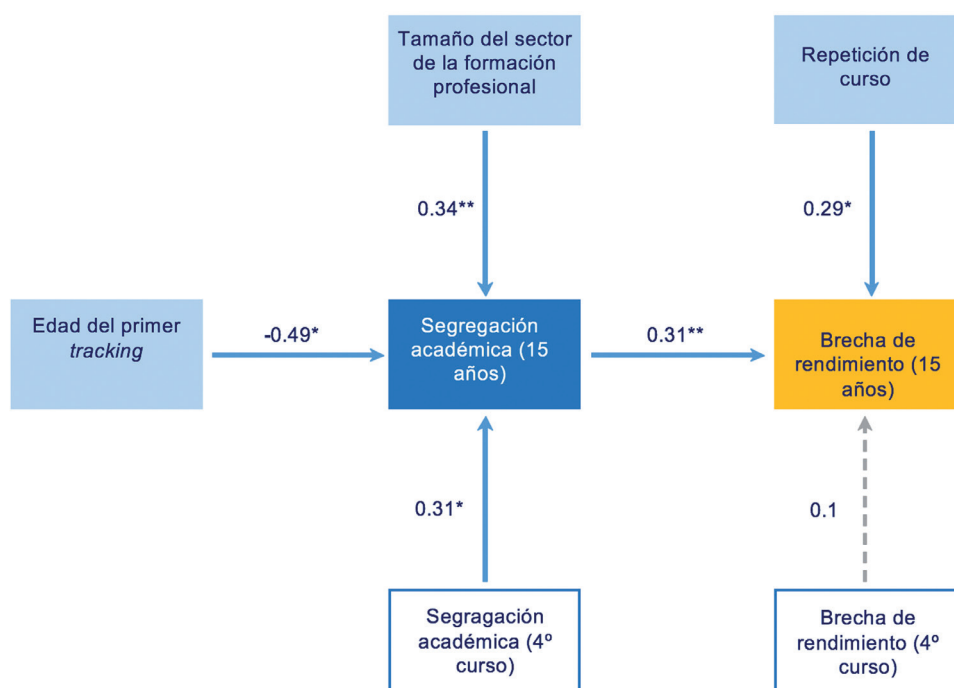 Tamaño del sector
de la formación
profesional
Repetición de
curso
0.34**
0.29*
Edad del primer
tracking
-0.49*
Segregación
académica (15
años)
0.31**
Brecha de
rendimiento (15
años)
0.31*
0.1
Segragación
académica (4º
curso)
Brecha de
rendimiento (4º
curso)